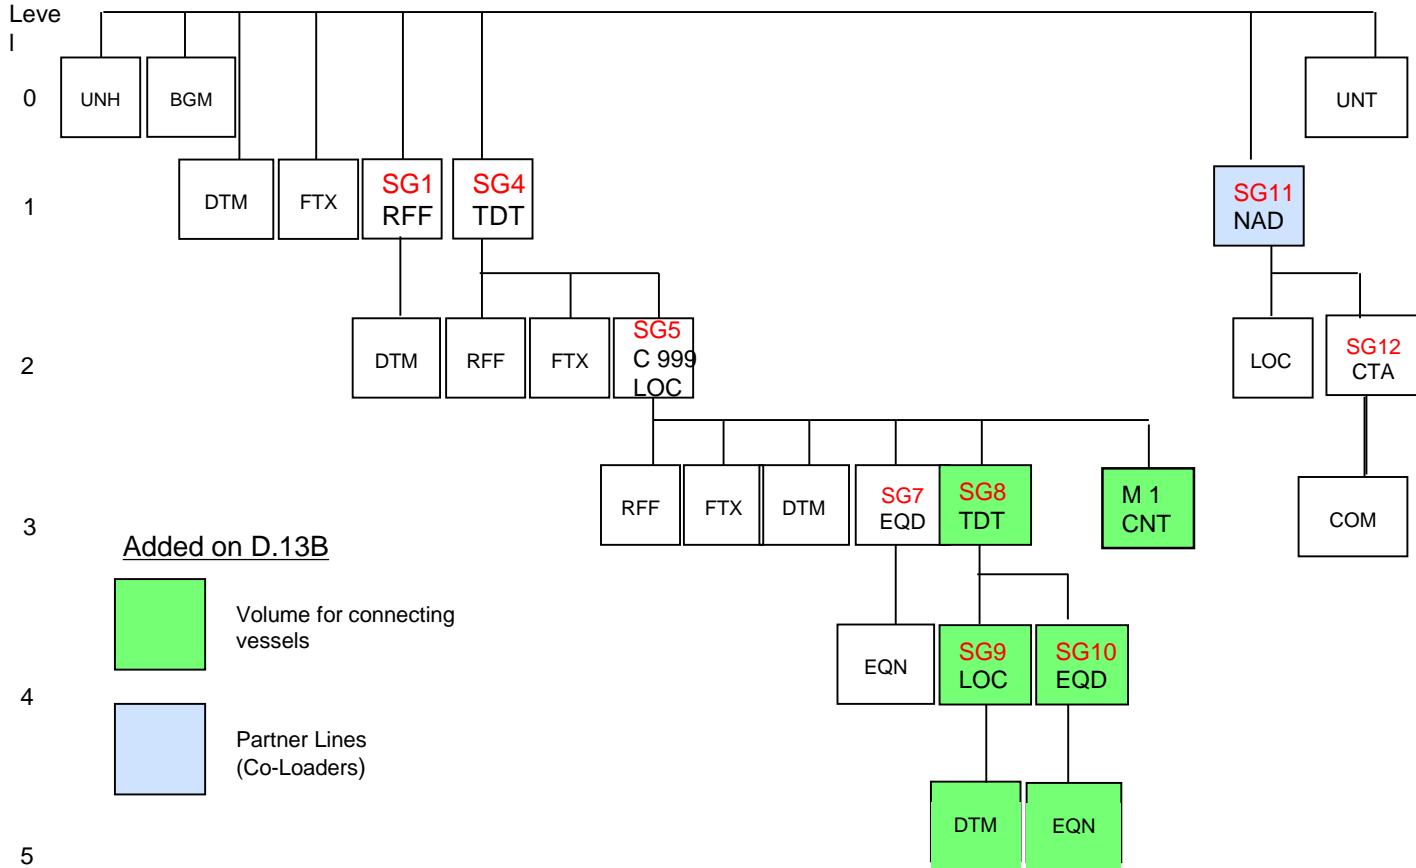 Leve
l
0
UNH
BGM
UNT
1
DTM
FTX
SG1
RFF
SG4
TDT
SG11
NAD
2
DTM
RFF
FTX
SG5
C 999
LOC
LOC
SG12
CTA
3
RFF
FTX
DTM
SG7
EQD
SG8
TDT
M 1
CNT
COM
Added on D.13B
Volume for connecting
vessels
4
EQN
SG9
LOC
SG10
EQD
Partner Lines
(Co-Loaders)
5
DTM
EQN